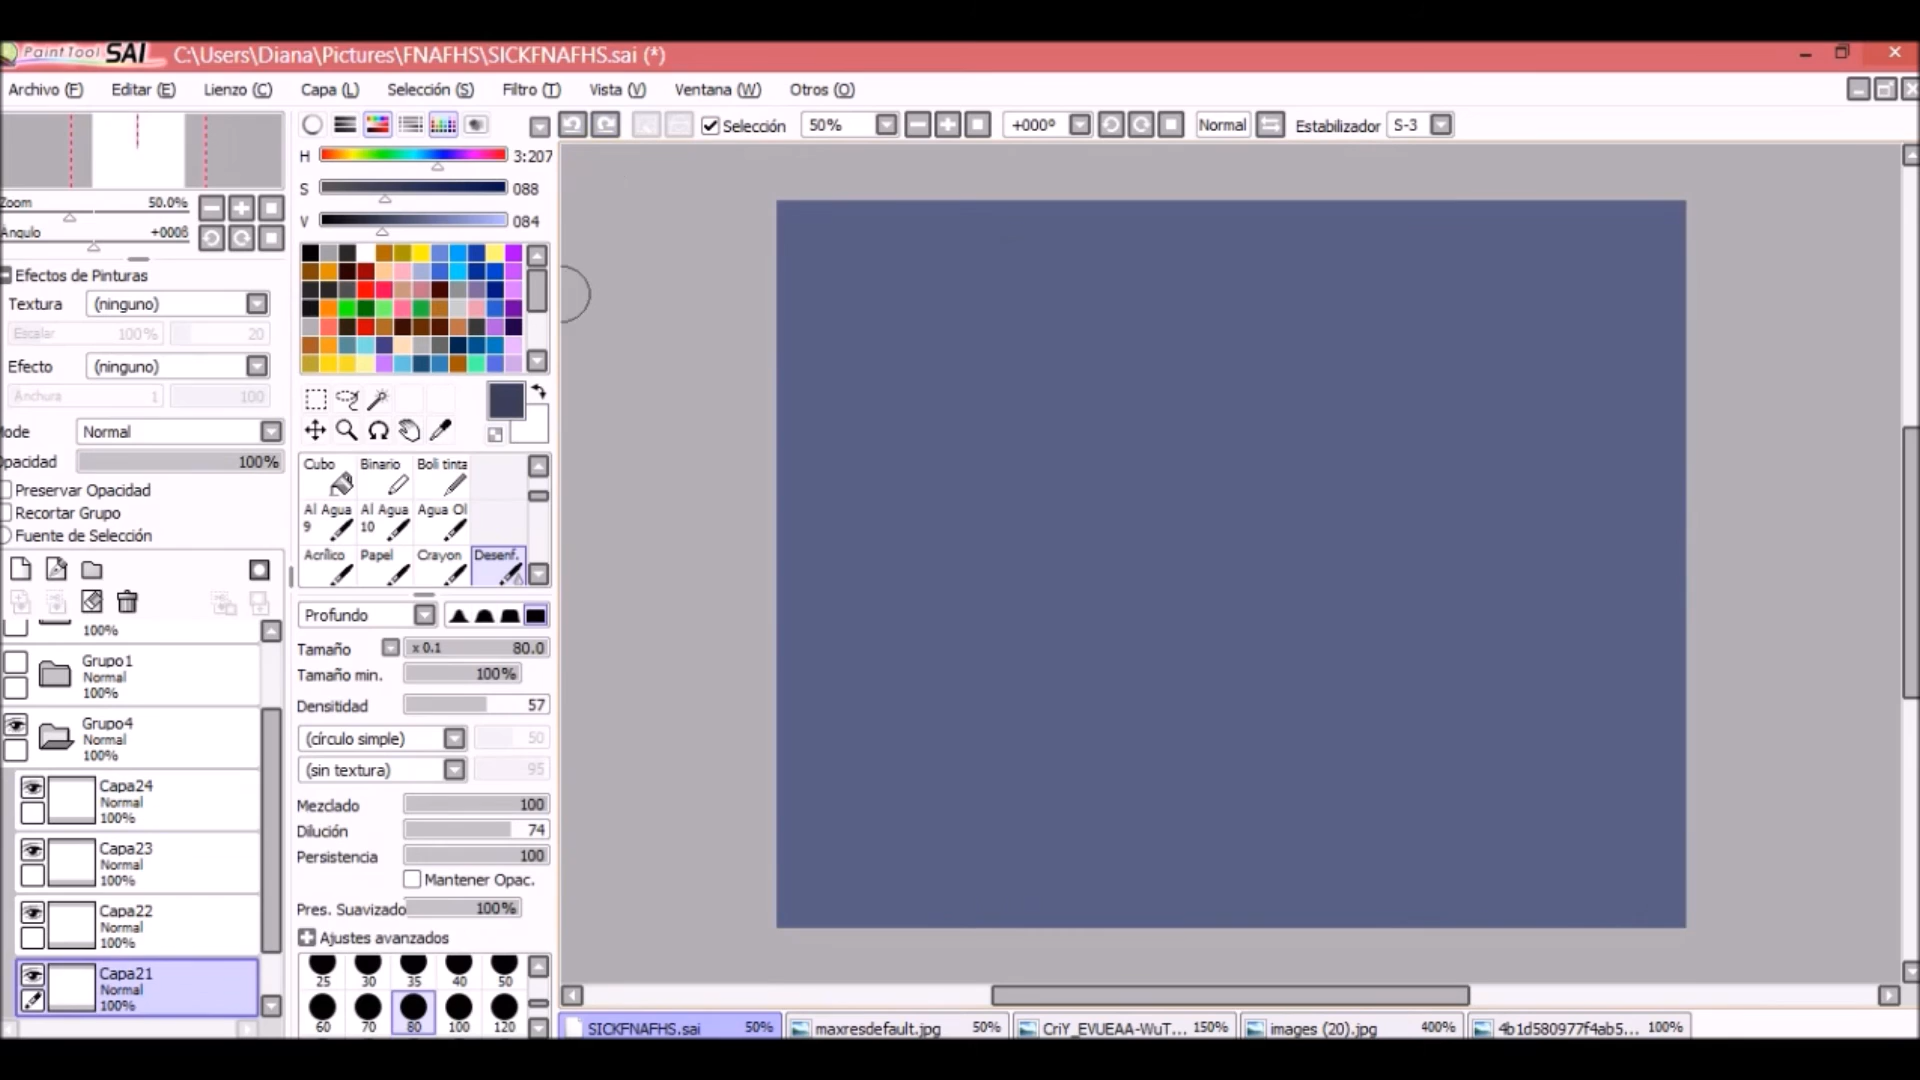 PaintTool SAI C:\Users\Diana\Pictures\FNAFHS\SICKFNAFHS.sai (*)
Archivo (F) Editar (E) Lienzo (C) Capa (L) Selección (S) Filtro (T) Vista (V) Ventana (W) Otros (O)
Selección 50% +000º Normal Estabilizador S-3
H 3:207
S 088
V 084
Zoom 50.0%
Angulo +000ß
Efectos de Pinturas
Textura (ninguno)
Escalar 100% 20
Efecto (ninguno)
Anchura 1 100
Mode Normal
Opacidad 100%
Preservar Opacidad
Recortar Grupo
Fuente de Selección
100%
Grupo1
Normal
100%
Grupo4
Normal
100%
Capa24
Normal
100%
Capa23
Normal
100%
Capa22
Normal
100%
Capa21
Normal
100%
Cubo Binario Boli tinta
Al Agua 9 Al Agua 10 Agua Ol
Acrílico Papel Crayon Desenf.
Profundo
Tamaño x 0.1 80.0
Tamaño min. 100%
Densitidad 57
(círculo simple) 50
(sin textura) 95
Mezclado 100
Dilución 74
Persistencia 100
Mantener Opac.
Pres. Suavizado 100%
Ajustes avanzados
25 30 35 40 50
60 70 80 100 120
SICKFNAFHS.sai 50% maxresdefault.jpg 50% CriY_EVUEAA-WuT... 150% images (20).jpg 400% 4b1d580977f4ab5... 100%